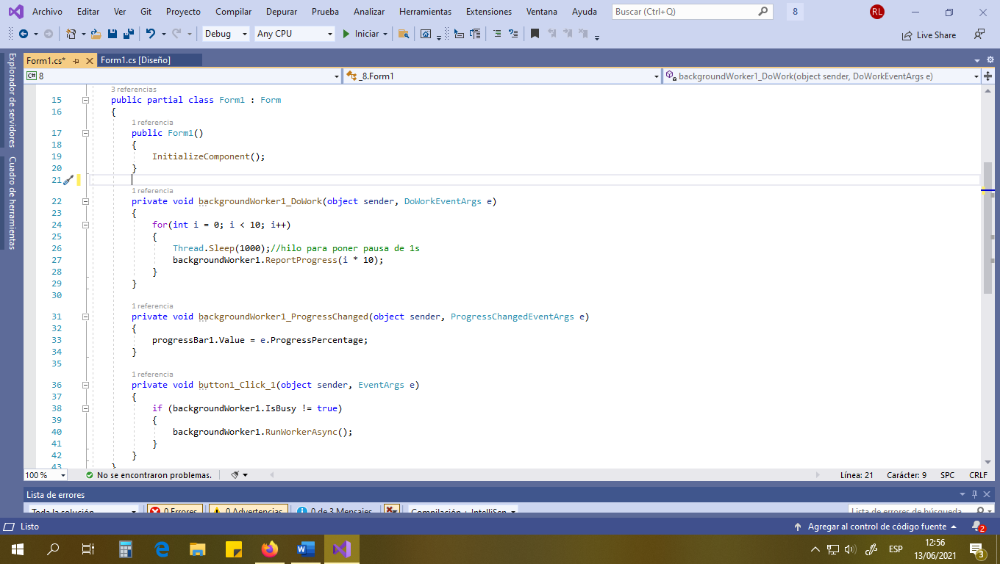 Archivo Editar Ver Git Proyecto Compilar Depurar Prueba Analizar Herramientas Extensiones Ventana Ayuda Buscar (Ctrl+Q) 8 RL
Debug Any CPU Iniciar Live Share
Explorador de servidores
Cuadro de herramientas
Form1.cs* Form1.cs [Diseño]
C# 8 _8.Form1 backgroundWorker1_DoWork(object sender, DoWorkEventArgs e)
3 referencias
15 public partial class Form1 : Form
16 {
1 referencia
17 public Form1()
18 {
19 InitializeComponent();
20 }
21
1 referencia
22 private void backgroundWorker1_DoWork(object sender, DoWorkEventArgs e)
23 {
24 for(int i = 0; i < 10; i++)
25 {
26 Thread.Sleep(1000);//hilo para poner pausa de 1s
27 backgroundWorker1.ReportProgress(i * 10);
28 }
29 }
30
1 referencia
31 private void backgroundWorker1_ProgressChanged(object sender, ProgressChangedEventArgs e)
32 {
33 progressBar1.Value = e.ProgressPercentage;
34 }
35
1 referencia
36 private void button1_Click_1(object sender, EventArgs e)
37 {
38 if (backgroundWorker1.IsBusy != true)
39 {
40 backgroundWorker1.RunWorkerAsync();
41 }
42 }
43 }
100 % No se encontraron problemas. Línea: 21 Carácter: 9 SPC CRLF
Lista de errores
Toda la solución 0 Errores 0 Advertencias 0 de 3 Mensajes Compilación + IntelliSen Lista de errores de búsqueda
Listo Agregar al control de código fuente 2
ESP 12:56
13/06/2021 3